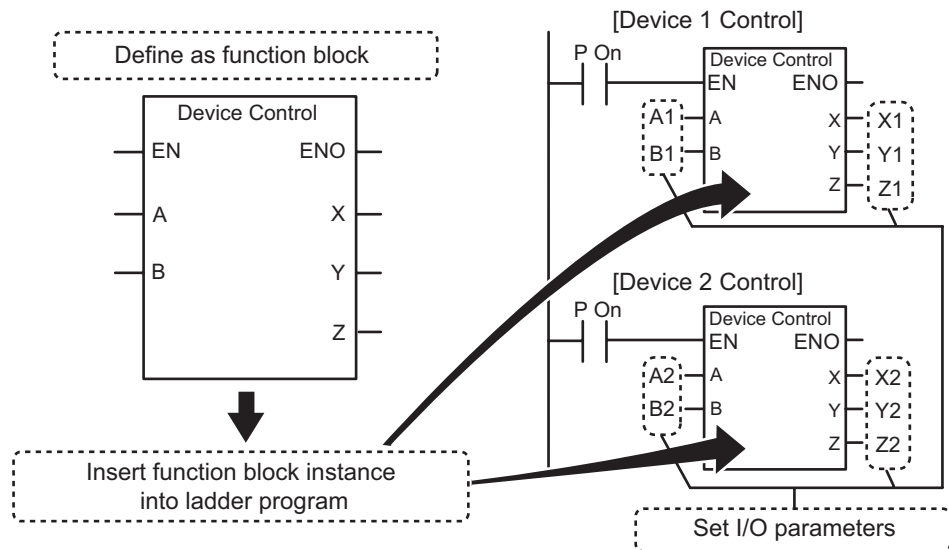 Define as function block
Device Control
EN ENO
A X
B Y
Z
Insert function block instance
into ladder program
[Device 1 Control]
P On
Device Control
EN ENO
A1 A X X1
B1 B Y Y1
Z Z1
[Device 2 Control]
P On
Device Control
EN ENO
A2 A X X2
B2 B Y Y2
Z Z2
Set I/O parameters